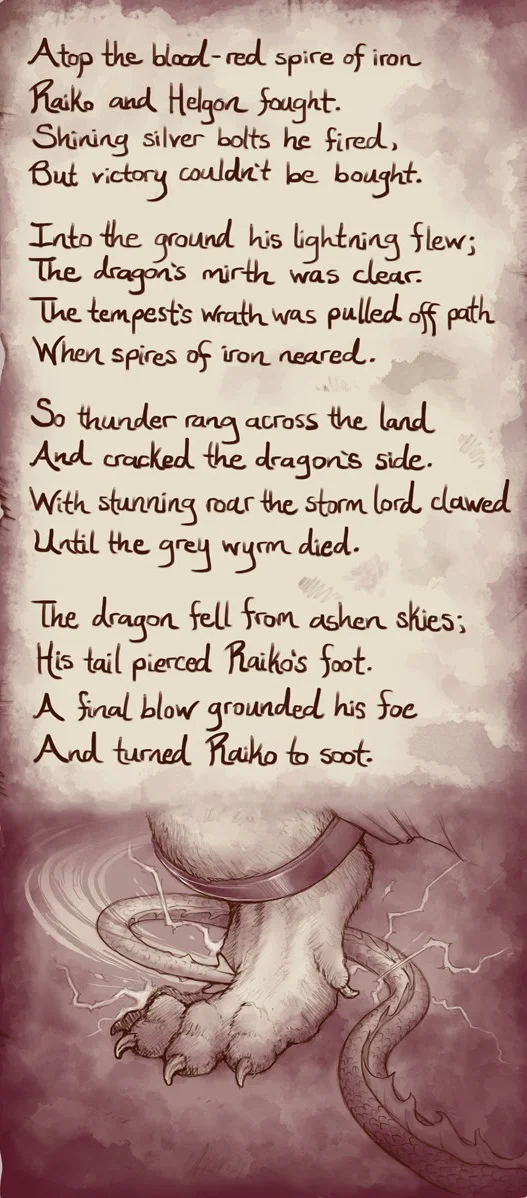 Atop the blood-red spire of iron
Raiko and Helgon fought.
Shining silver bolts he fired,
But victory couldn't be bought.
Into the ground his lightning flew;
The dragon's mirth was clear.
The tempest's wrath was pulled off path
When spires of iron neared.
So thunder rang across the land
And cracked the dragon's side.
With stunning roar the storm lord clawed
Until the grey wyrm died.
The dragon fell from ashen skies;
His tail pierced Raiko's foot.
A final blow grounded his foe
And turned Raiko to soot.